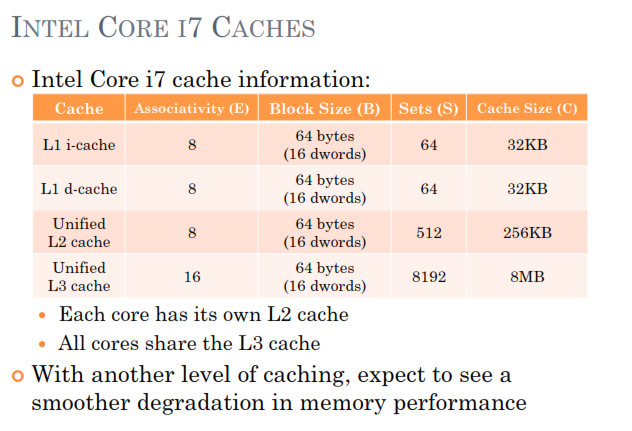 INTEL CORE I7 CACHES
Intel Core i7 cache information:
Cache Associativity (E) Block Size (B) Sets (S) Cache Size (C)
L1 i-cache 8 64 bytes (16 dwords) 64 32KB
L1 d-cache 8 64 bytes (16 dwords) 64 32KB
Unified L2 cache 8 64 bytes (16 dwords) 512 256KB
Unified L3 cache 16 64 bytes (16 dwords) 8192 8MB
Each core has its own L2 cache
All cores share the L3 cache
With another level of caching, expect to see a
smoother degradation in memory performance